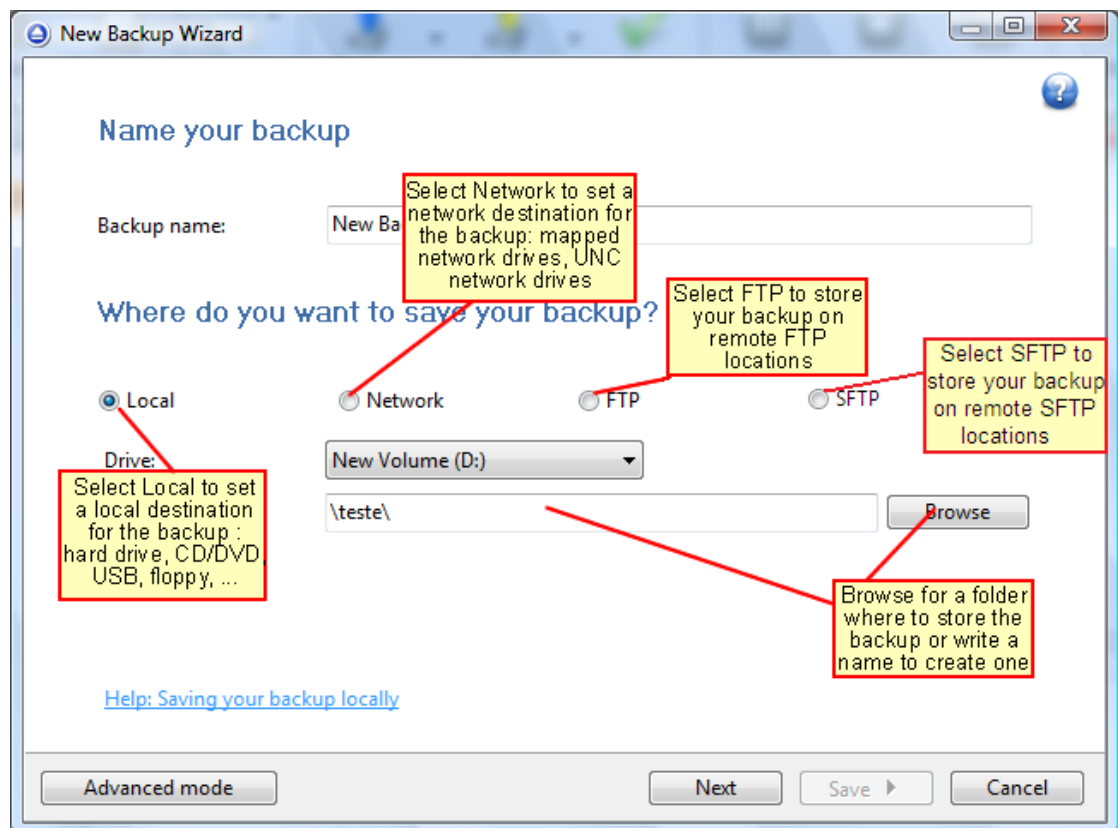 New Backup Wizard
Name your backup
Select Network to set a
network destination for
the backup: mapped
network drives, UNC
network drives
Backup name:
New Ba
Where do you want to save your backup?
Select FTP to store
your backup on
remote FTP
locations
Select SFTP to
store your backup
on remote SFTP
locations
Local
Network
FTP
SFTP
Drive:
New Volume (D:)
Select Local to set
a local destination
for the backup :
hard drive, CD/DVD,
USB, floppy, ...
\teste\
Browse
Browse for a folder
where to store the
backup or write a
name to create one
Help: Saving your backup locally
Advanced mode
Next
Save
Cancel